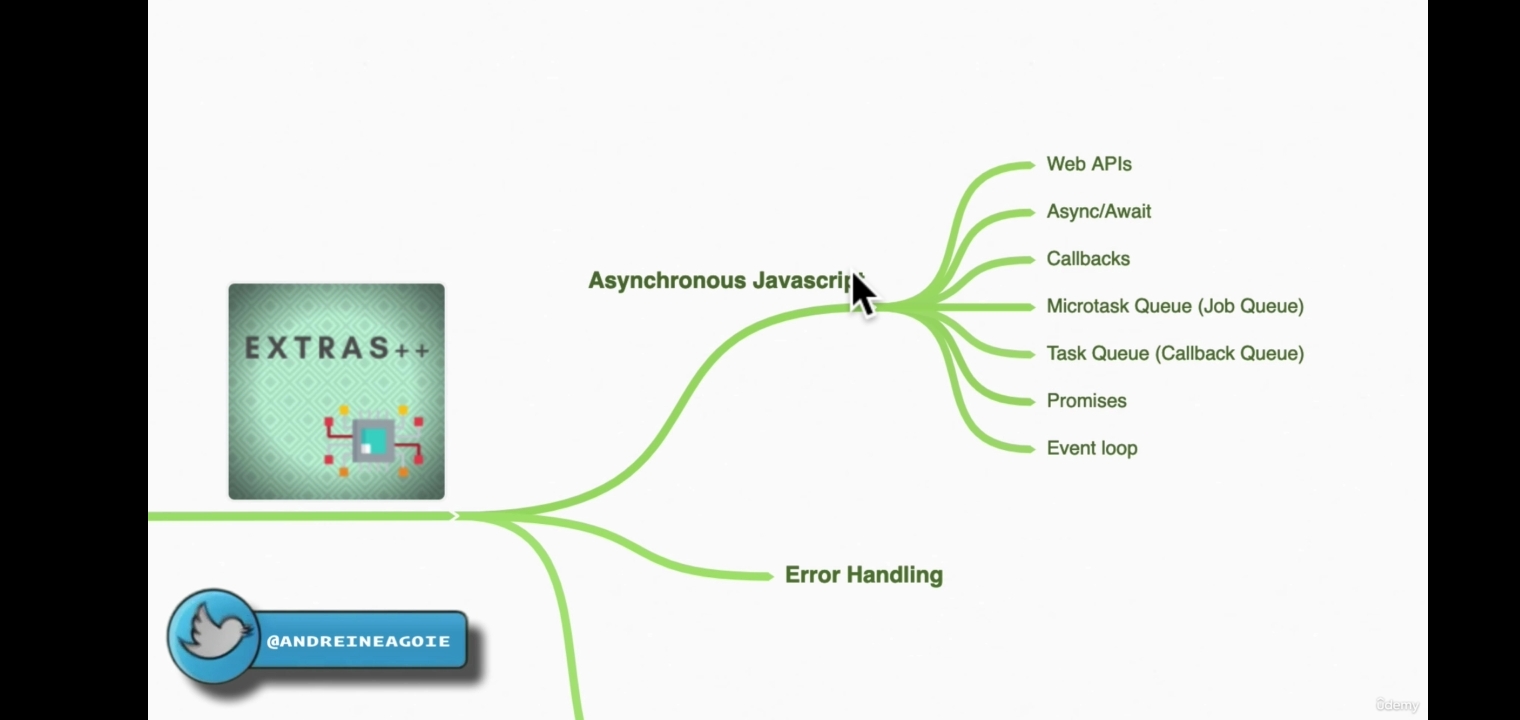 Web APIs
Async/Await
Callbacks
Asynchronous Javascript
Microtask Queue (Job Queue)
EXTRAS++
Task Queue (Callback Queue)
Promises
Event loop
Error Handling
@ANDREINEAGOIE
ûdemy